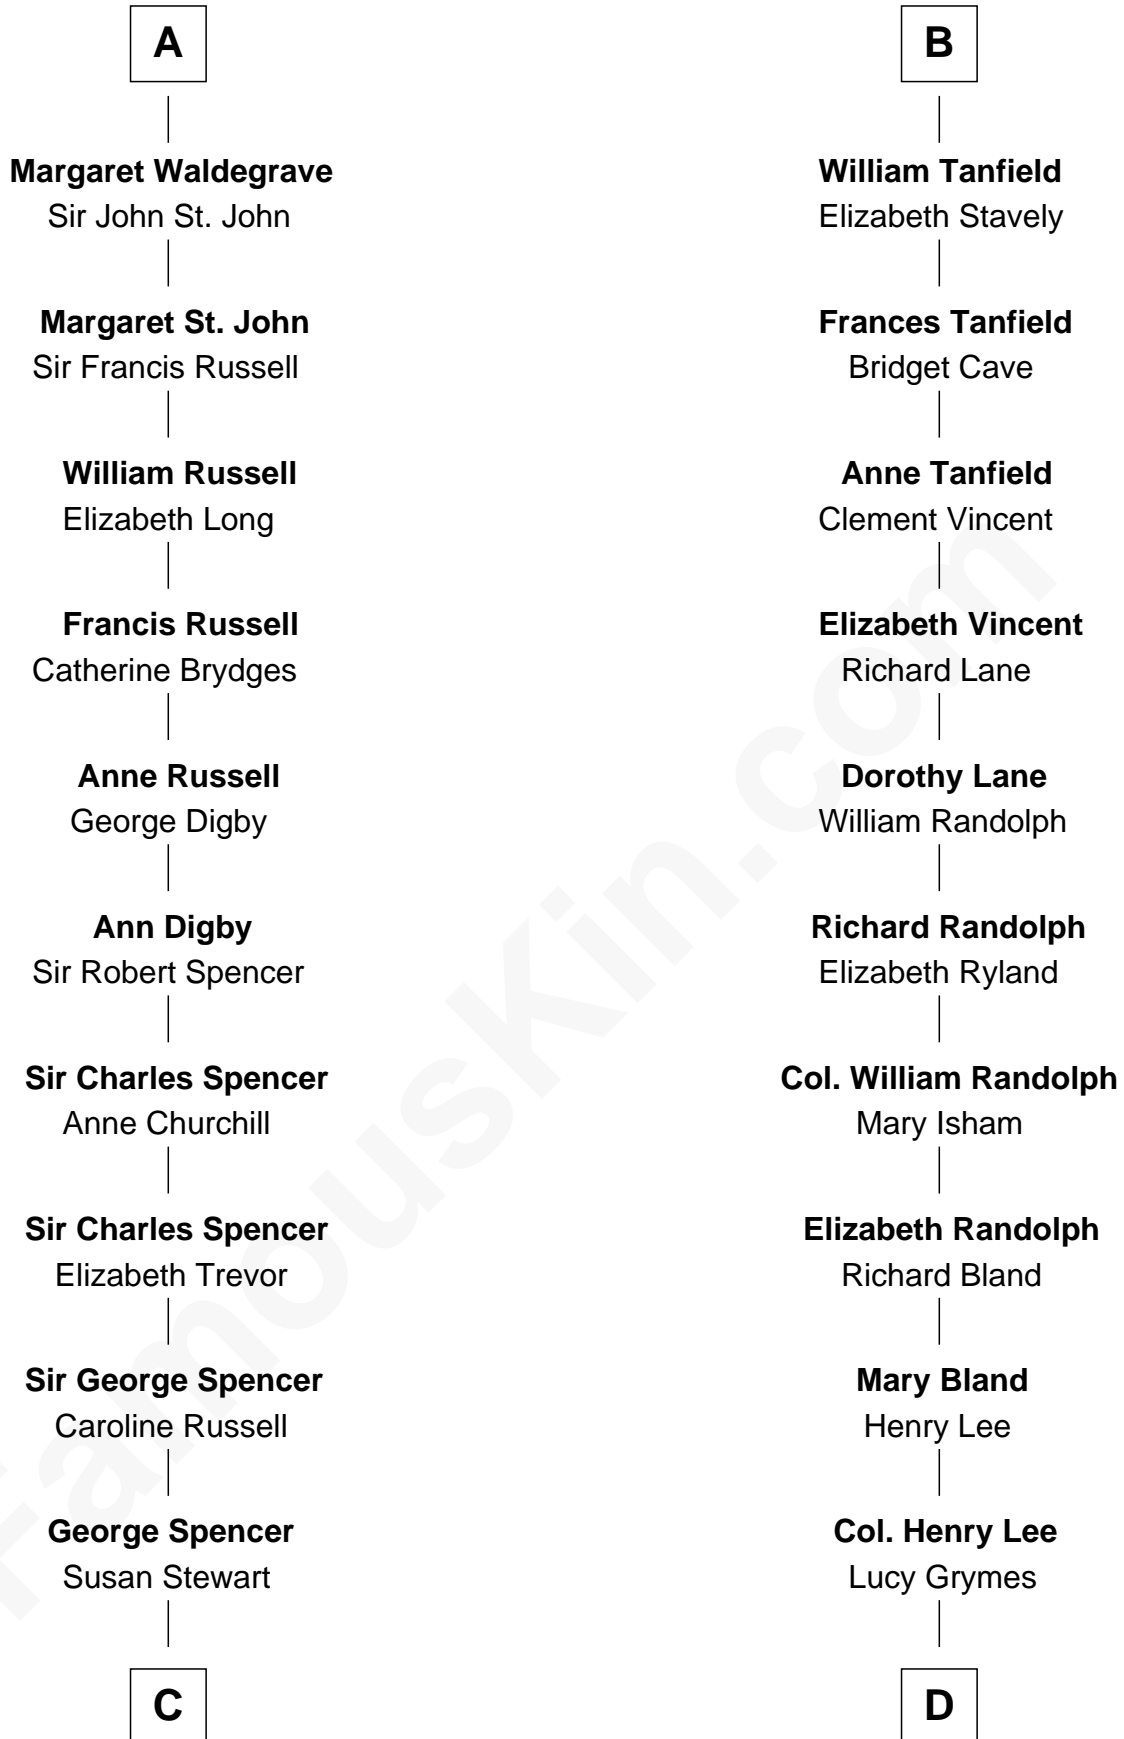 A
Margaret Waldegrave
Sir John St. John
Margaret St. John
Sir Francis Russell
William Russell
Elizabeth Long
Francis Russell
Catherine Brydges
Anne Russell
George Digby
Ann Digby
Sir Robert Spencer
Sir Charles Spencer
Anne Churchill
Sir Charles Spencer
Elizabeth Trevor
Sir George Spencer
Caroline Russell
George Spencer
Susan Stewart
C
B
William Tanfield
Elizabeth Stavely
Frances Tanfield
Bridget Cave
Anne Tanfield
Clement Vincent
Elizabeth Vincent
Richard Lane
Dorothy Lane
William Randolph
Richard Randolph
Elizabeth Ryland
Col. William Randolph
Mary Isham
Elizabeth Randolph
Richard Bland
Mary Bland
Henry Lee
Col. Henry Lee
Lucy Grymes
D
FamousKin.com